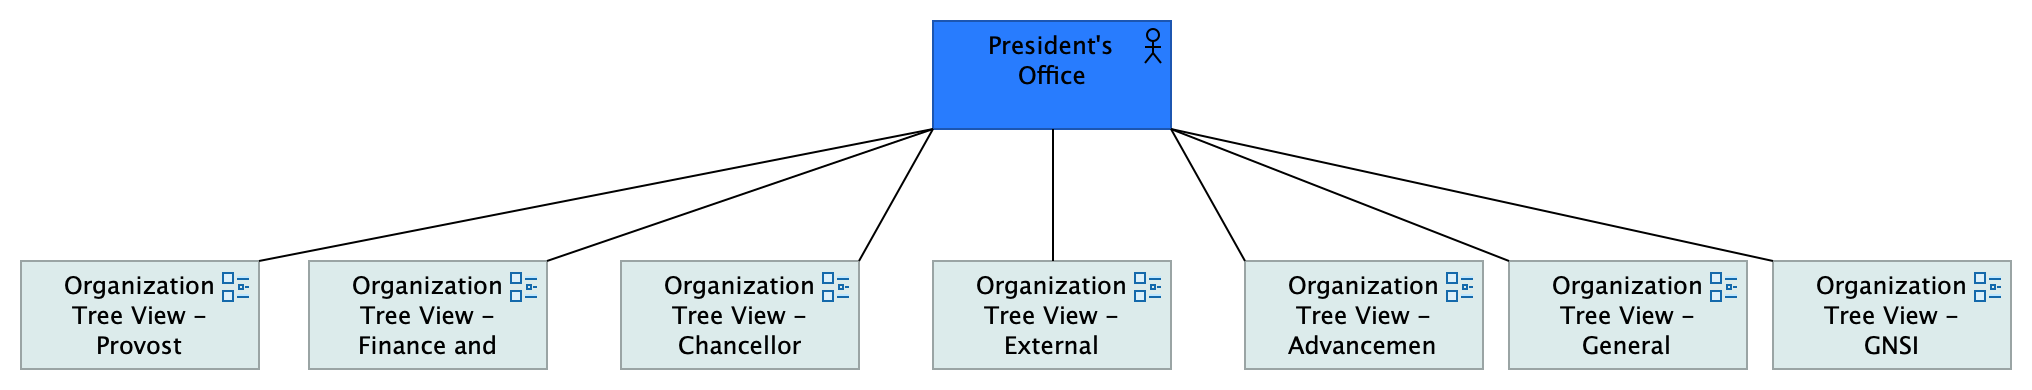 President's
Office
Organization
Tree View –
Provost
Organization
Tree View –
Finance and
Organization
Tree View –
Chancellor
Organization
Tree View –
External
Organization
Tree View –
Advancemen
Organization
Tree View –
General
Organization
Tree View –
GNSI